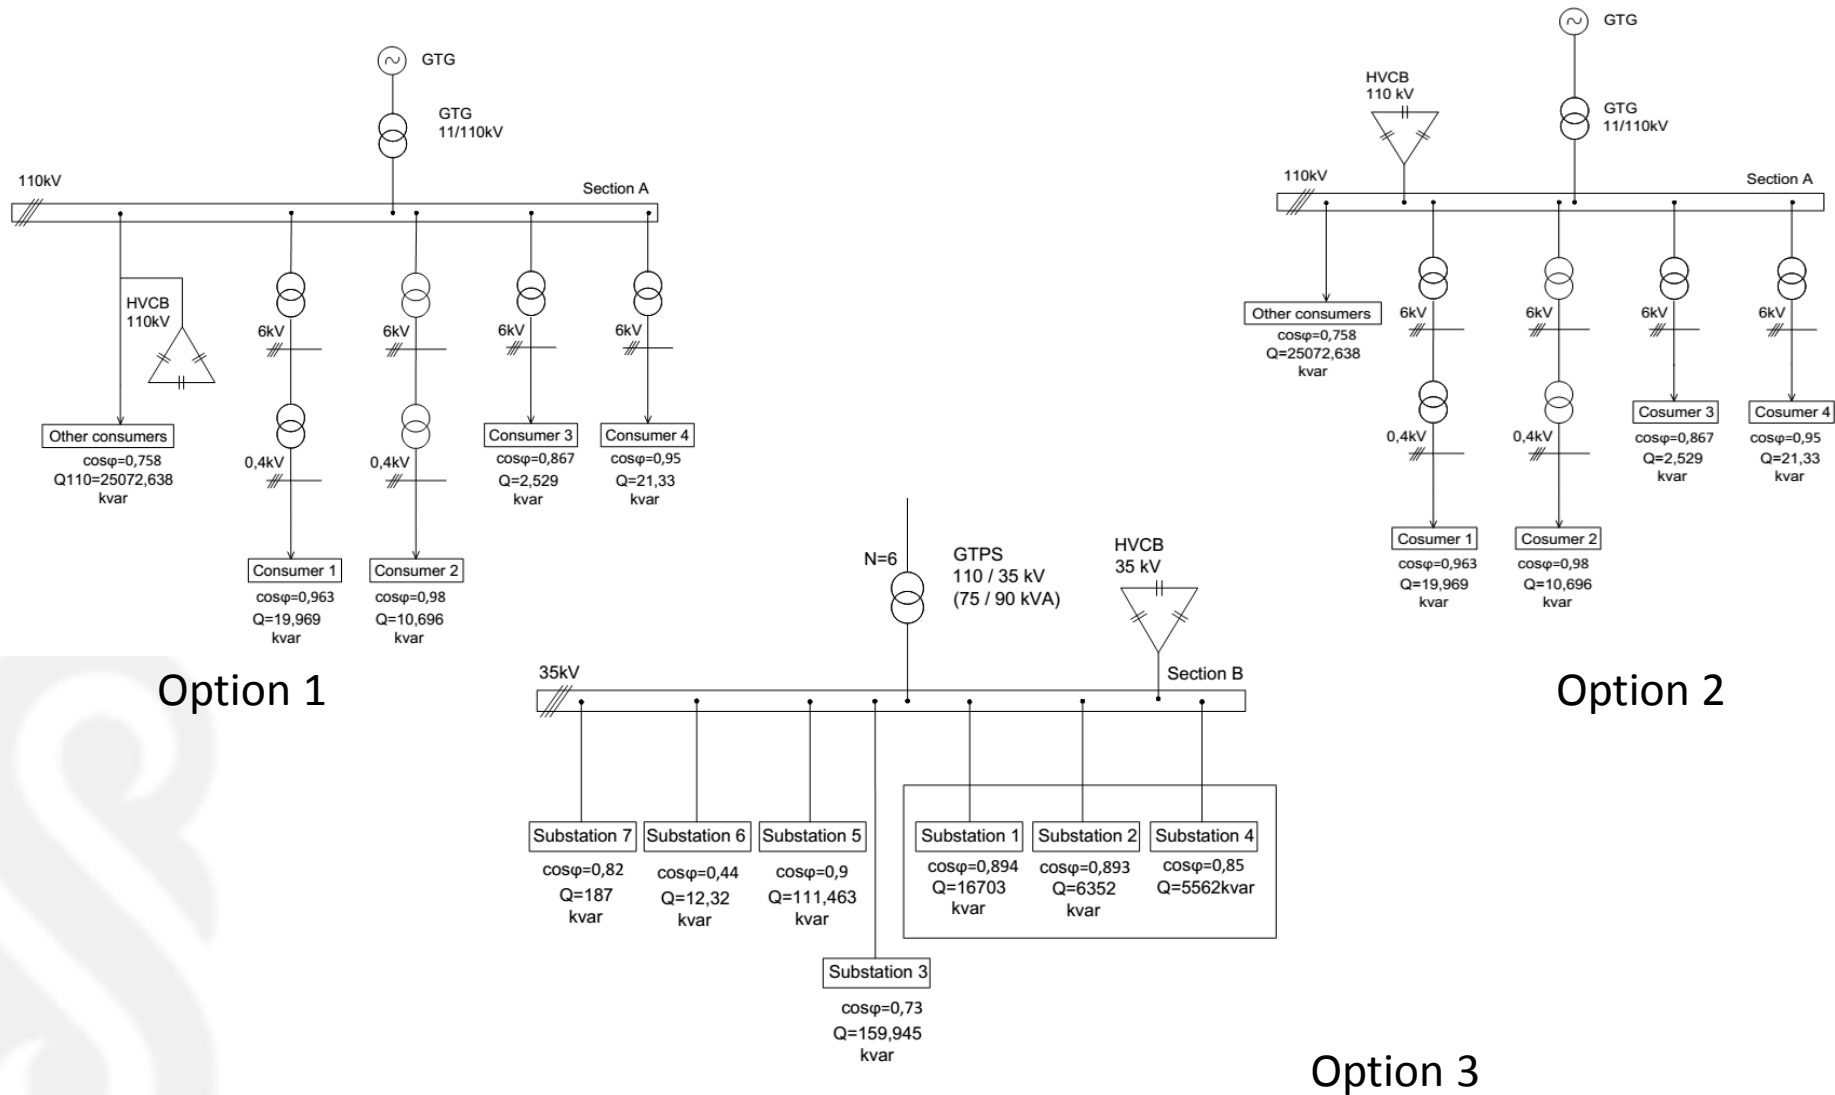 GTG
GTG
11/110kV
110kV
Section A
HVCB
110kV
6kV
6kV
6kV
6kV
Other consumers
cosφ=0,758
Q110=25072,638
kvar
0,4kV
0,4kV
Consumer 3
cosφ=0,867
Q=2,529
kvar
Consumer 4
cosφ=0,95
Q=21,33
kvar
Consumer 1
cosφ=0,963
Q=19,969
kvar
Consumer 2
cosφ=0,98
Q=10,696
kvar
Option 1
GTG
HVCB
110 kV
GTG
11/110kV
110kV
Section A
Other consumers
cosφ=0,758
Q=25072,638
kvar
6kV
6kV
6kV
6kV
0,4kV
0,4kV
Cosumer 3
cosφ=0,867
Q=2,529
kvar
Cosumer 4
cosφ=0,95
Q=21,33
kvar
Cosumer 1
cosφ=0,963
Q=19,969
kvar
Cosumer 2
cosφ=0,98
Q=10,696
kvar
Option 2
N=6
GTPS
110 / 35 kV
(75 / 90 kVA)
HVCB
35 kV
35kV
Section B
Substation 7
cosφ=0,82
Q=187
kvar
Substation 6
cosφ=0,44
Q=12,32
kvar
Substation 5
cosφ=0,9
Q=111,463
kvar
Substation 1
cosφ=0,894
Q=16703
kvar
Substation 2
cosφ=0,893
Q=6352
kvar
Substation 4
cosφ=0,85
Q=5562kvar
Substation 3
cosφ=0,73
Q=159,945
kvar
Option 3